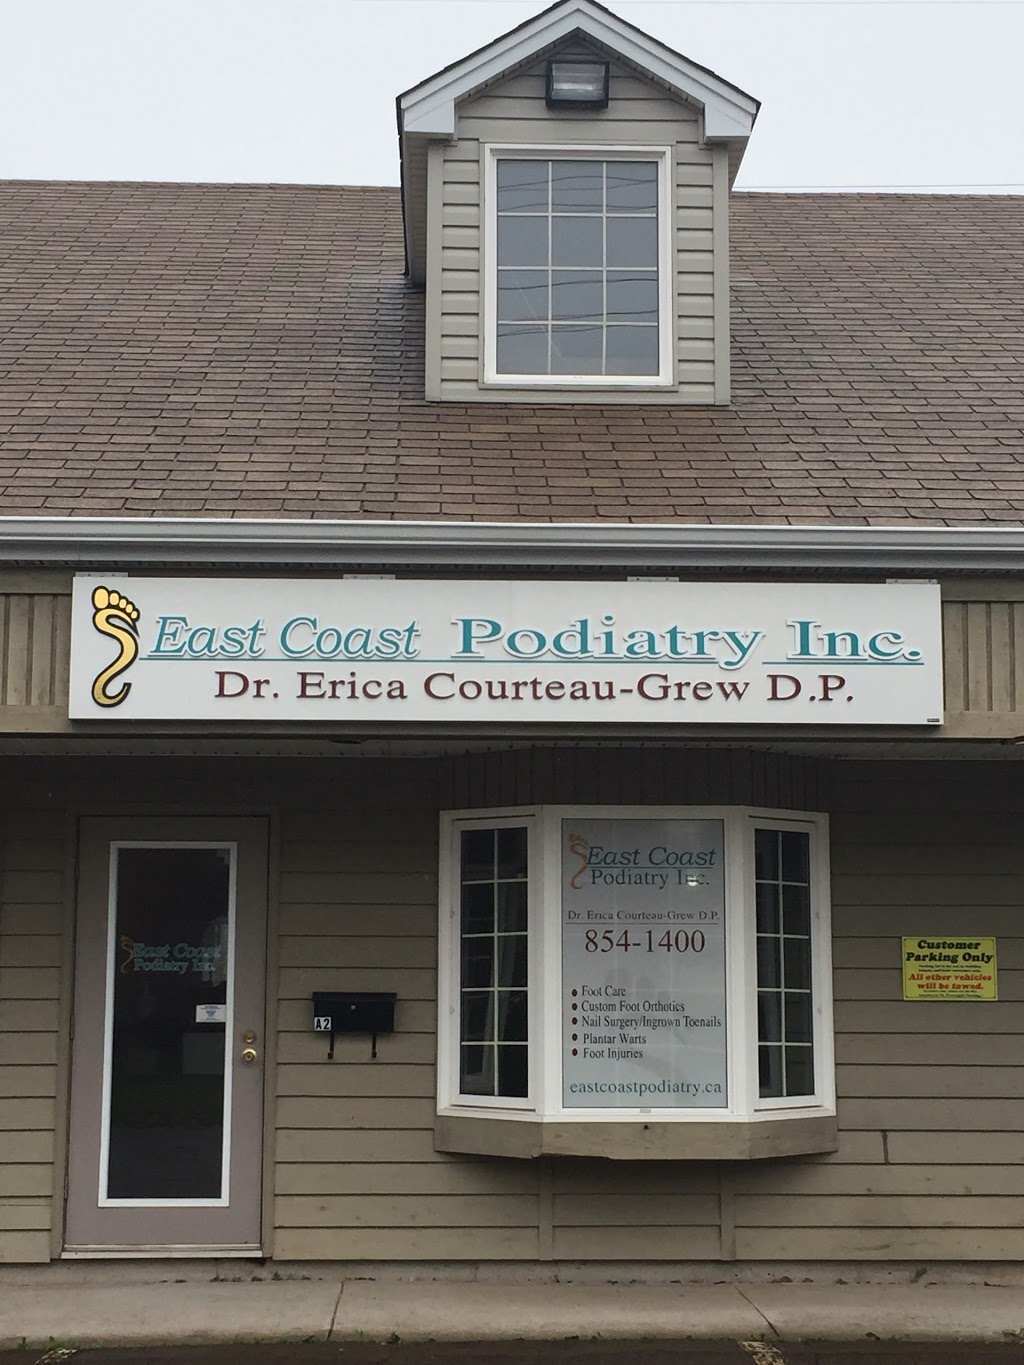 East Coast Podiatry Inc.
Dr. Erica Courteau-Grew D.P.
East Coast
Podiatry Inc.
Dr. Erica Courteau-Grew D.P.
854-1400
Foot Care
Custom Foot Orthotics
Nail Surgery/Ingrown Toenails
Plantar Warts
Foot Injuries
eastcoastpodiatry.ca
East Coast
Podiatry Inc.
A2
Customer
Parking Only
All other vehicles
will be towed.